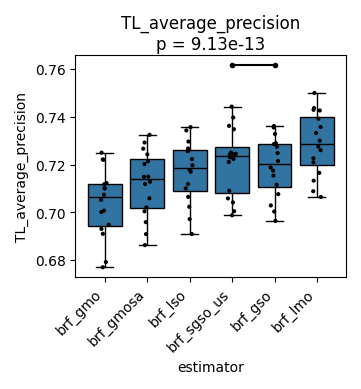 TL_average_precision
p = 9.13e-13
0.76
0.74
0.72
0.70
0.68
TL_average_precision
brf_gmo
brf_gmosa
brf_lso
brf_sgso_us
brf_gso
brf_lmo
estimator